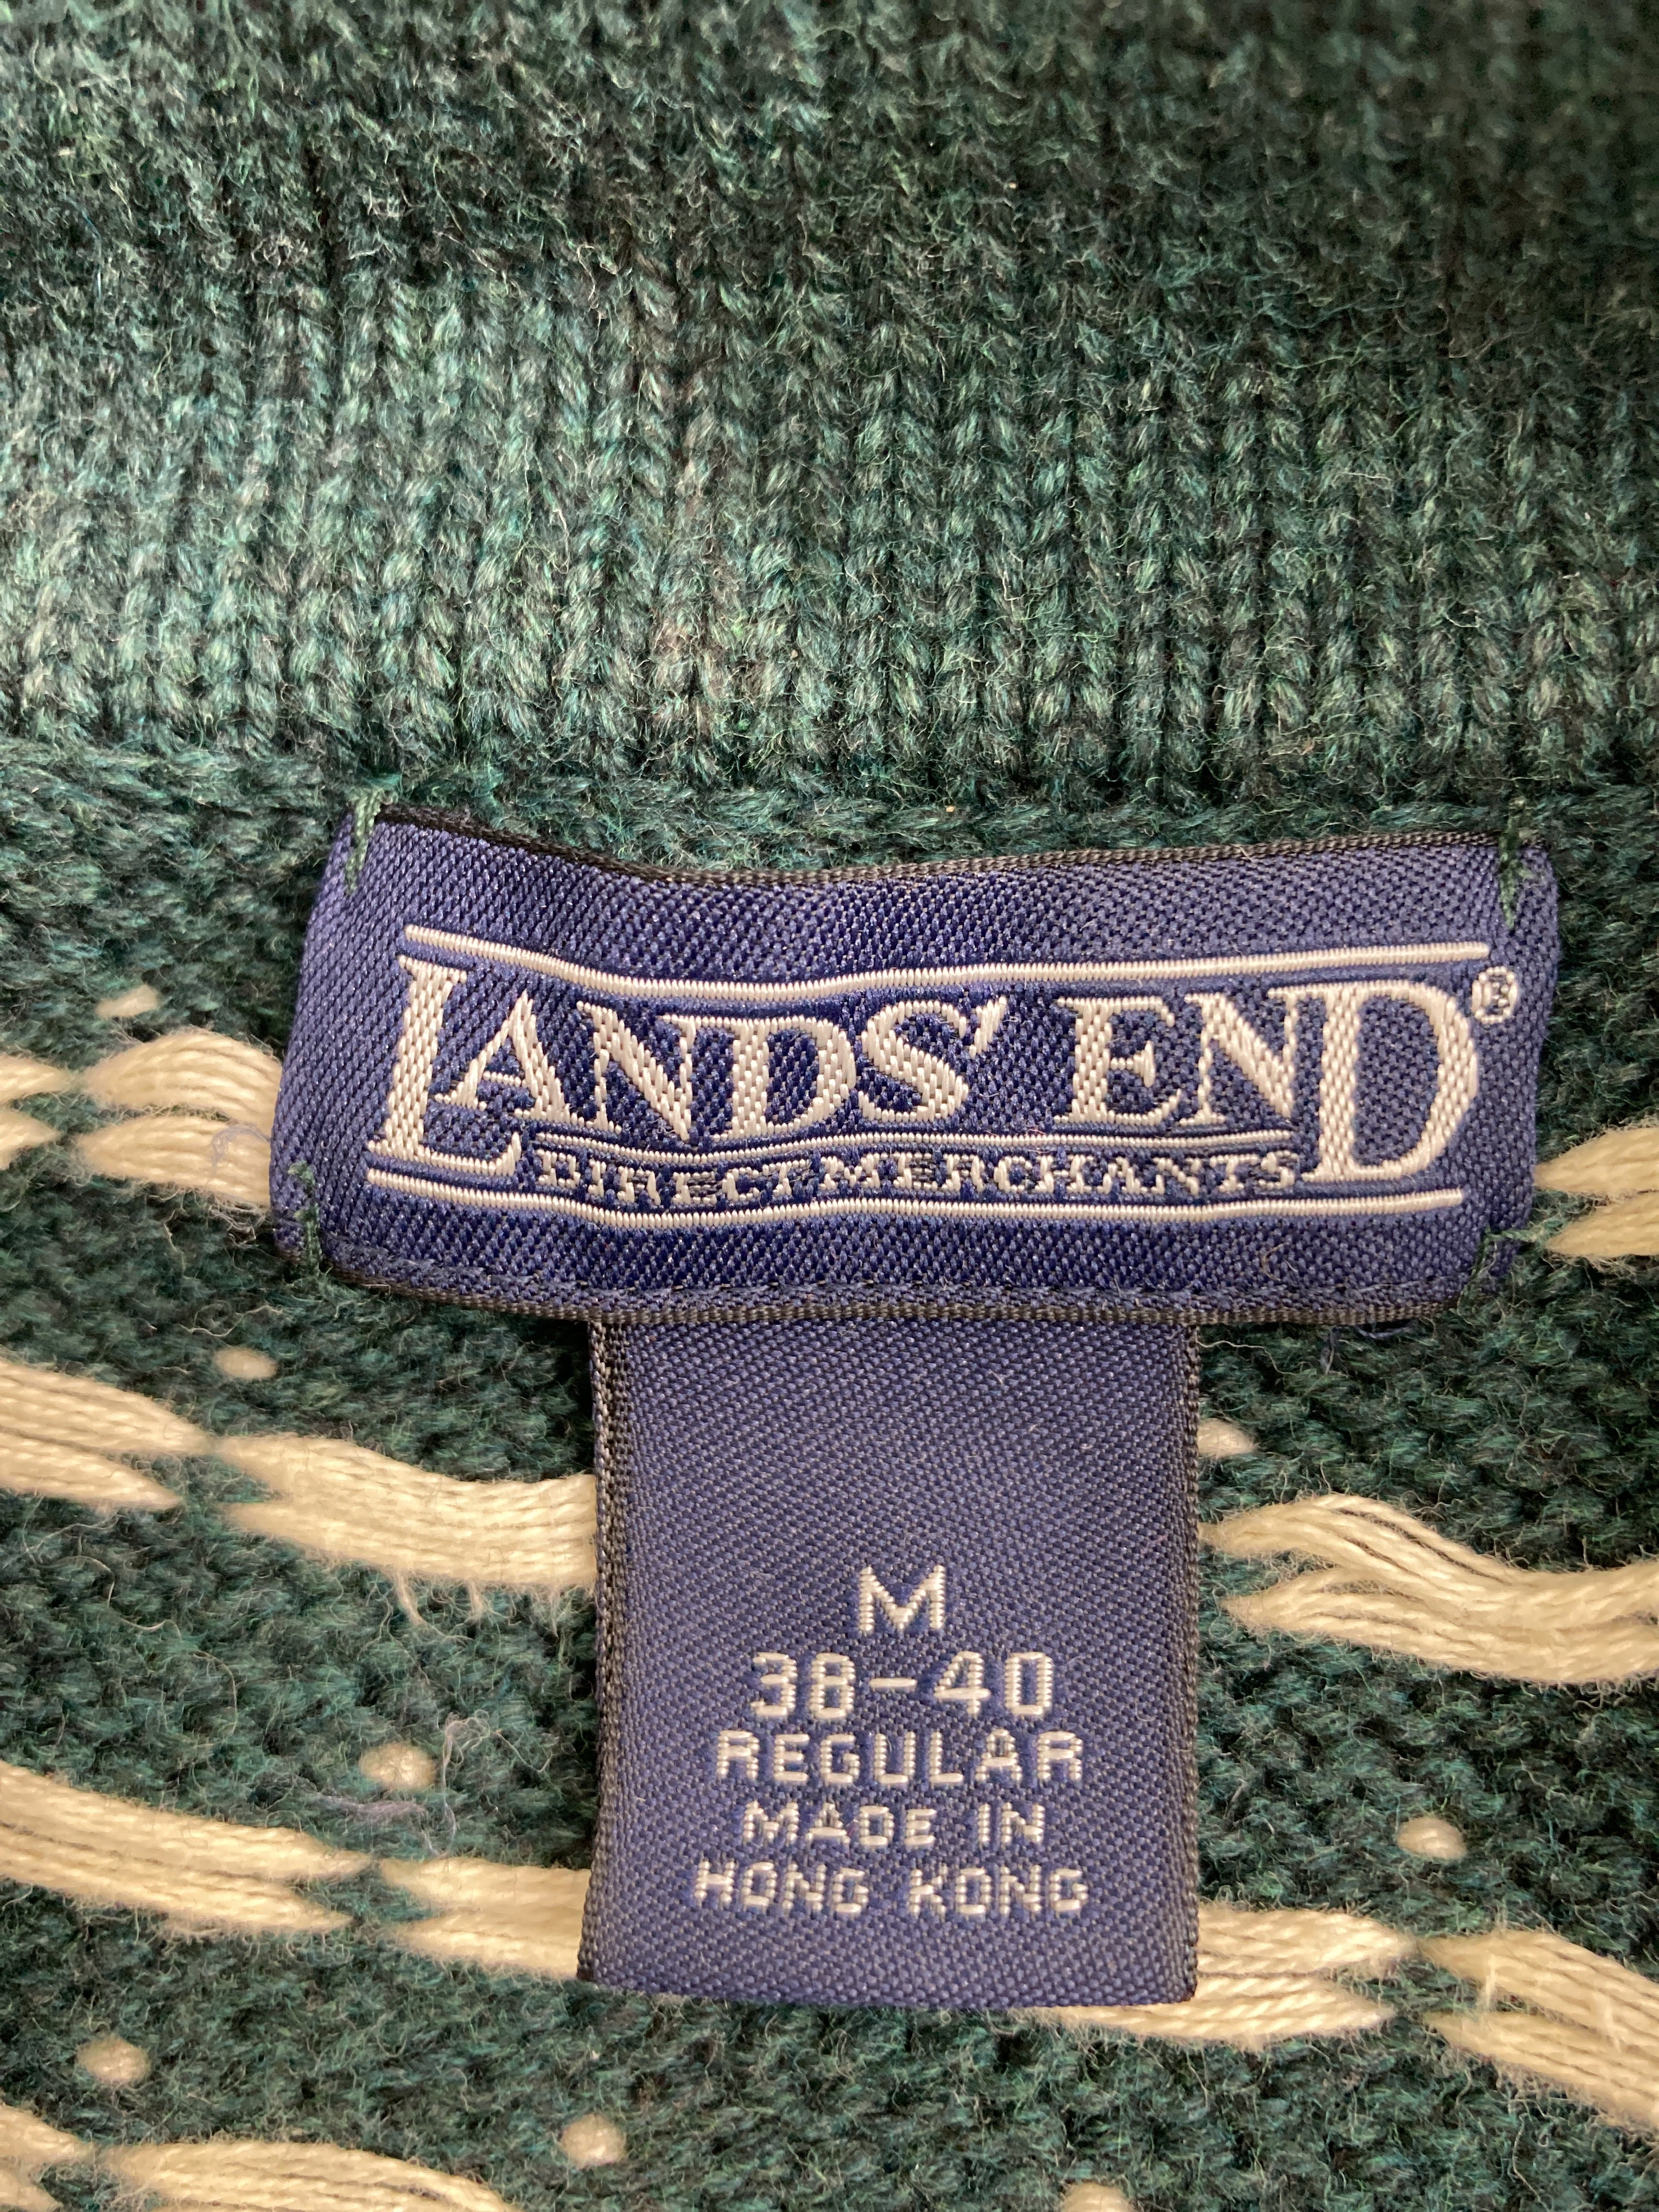 LANDS' END®
DIRECT MERCHANTS
M
38-40
REGULAR
MADE IN
HONG KONG